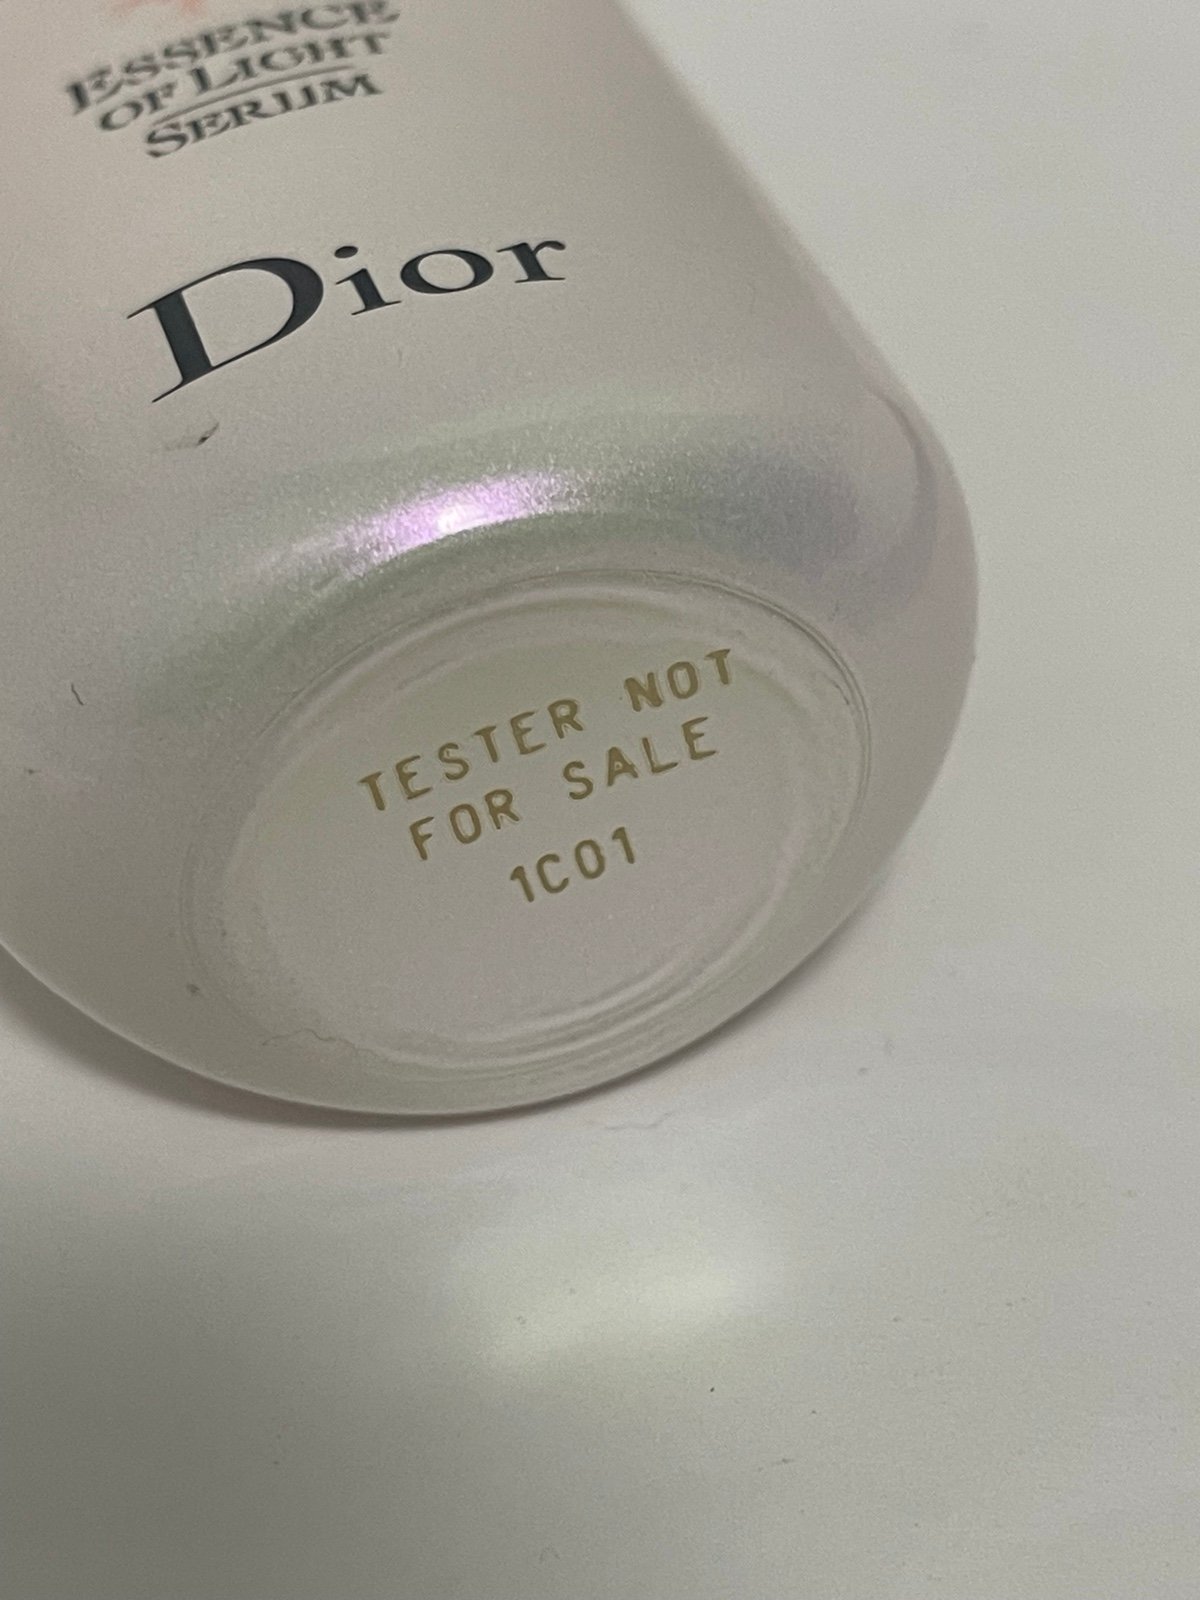 ESSENCE
OF LIGHT
SERUM
Dior
TESTER NOT
FOR SALE
1C01